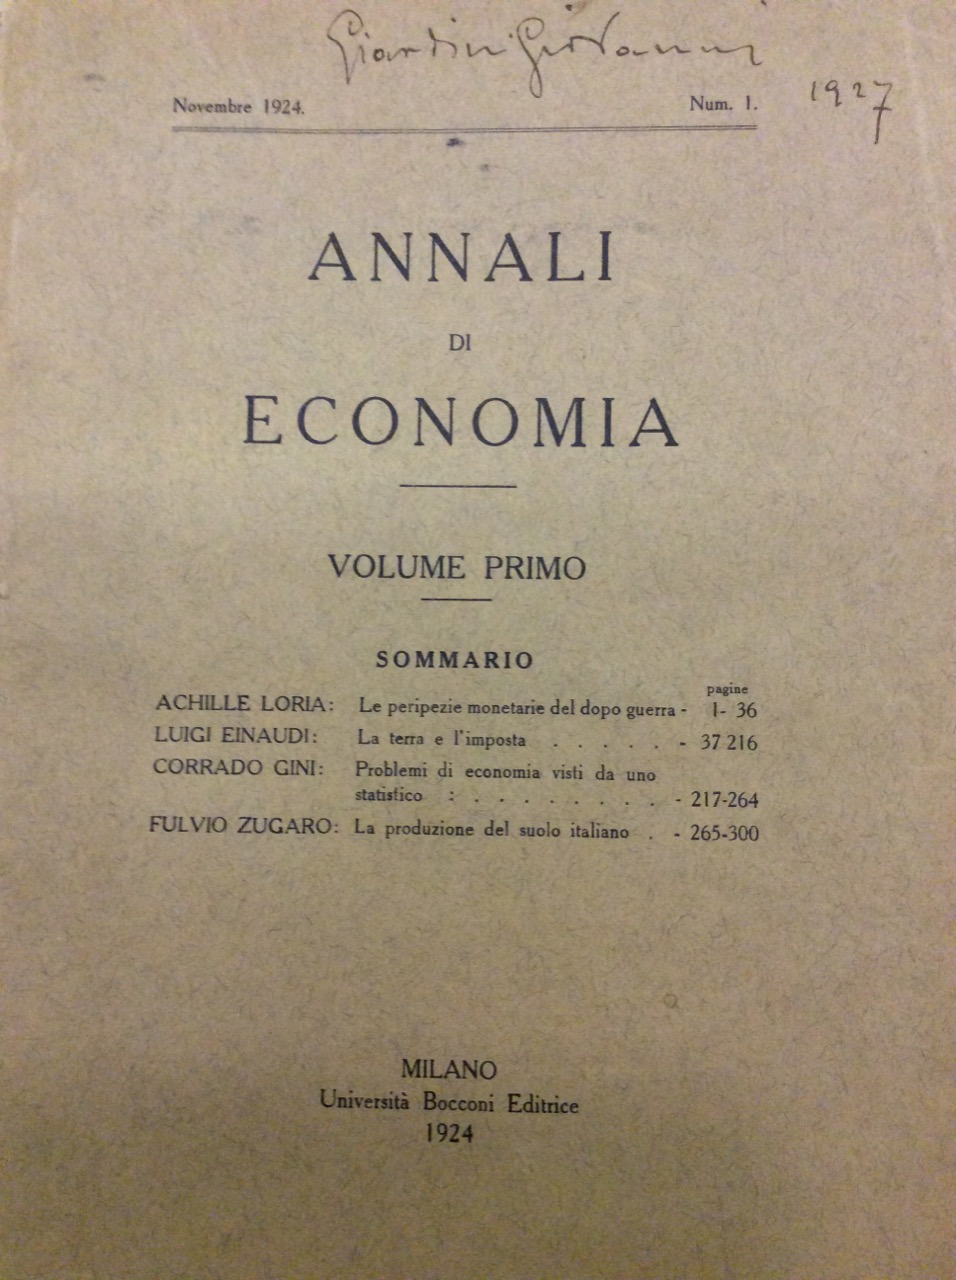 Giardini Giovanni
1927
Novembre 1924. Num. 1.
ANNALI
DI
ECONOMIA
VOLUME PRIMO
SOMMARIO
pagine
ACHILLE LORIA: Le peripezie monetarie del dopo guerra - 1- 36
LUIGI EINAUDI: La terra e l'imposta . . . . . - 37 216
CORRADO GINI: Problemi di economia visti da uno
statistico : . . . . . . . . - 217-264
FULVIO ZUGARO: La produzione del suolo italiano . - 265-300
MILANO
Università Bocconi Editrice
1924